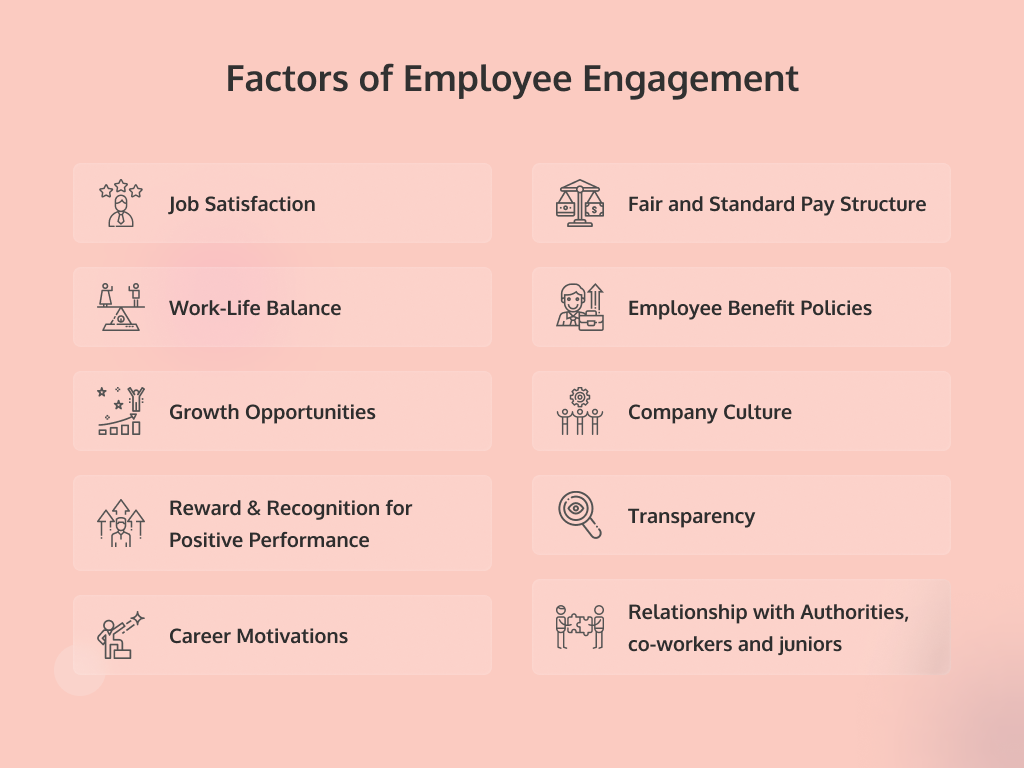 Factors of Employee Engagement
Job Satisfaction
Work-Life Balance
Growth Opportunities
Reward & Recognition for
Positive Performance
Career Motivations
Fair and Standard Pay Structure
Employee Benefit Policies
Company Culture
Transparency
Relationship with Authorities,
co-workers and juniors